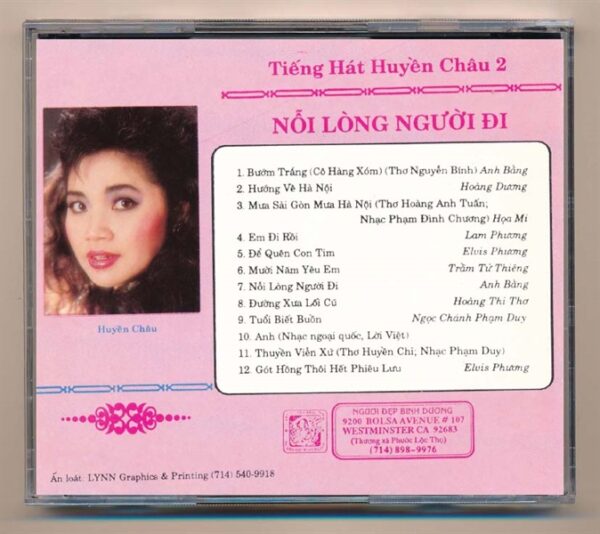 Tiếng Hát Huyền Châu 2
NỖI LÒNG NGƯỜI ĐI
1. Bướm Trắng (Cô Hàng Xóm) (Thơ Nguyễn Bính) Anh Bằng
2. Hướng Về Hà Nội Hoàng Dương
3. Mưa Sài Gòn Mưa Hà Nội (Thơ Hoàng Anh Tuấn;
Nhạc Phạm Đình Chương) Họa Mi
4. Em Đi Rồi Lam Phương
5. Để Quên Con Tim Elvis Phương
6. Mười Năm Yêu Em Trầm Tử Thiêng
7. Nỗi Lòng Người Đi Anh Bằng
8. Đường Xưa Lối Cũ Hoàng Thi Thơ
9. Tuổi Biết Buồn Ngọc Chánh Phạm Duy
10. Anh (Nhạc ngoại quốc, Lời Việt)
11. Thuyền Viễn Xứ (Thơ Huyền Chi; Nhạc Phạm Duy)
12. Gót Hồng Thôi Hết Phiêu Lưu Elvis Phương
Huyền Châu
NGƯỜI ĐẸP BÌNH DƯƠNG
9200 BOLSA AVENUE # 107
WESTMINSTER CA 92683
(Thương xá Phước Lộc Thọ)
(714) 898-9976
Ấn loát: LYNN Graphics & Printing (714) 540-9918